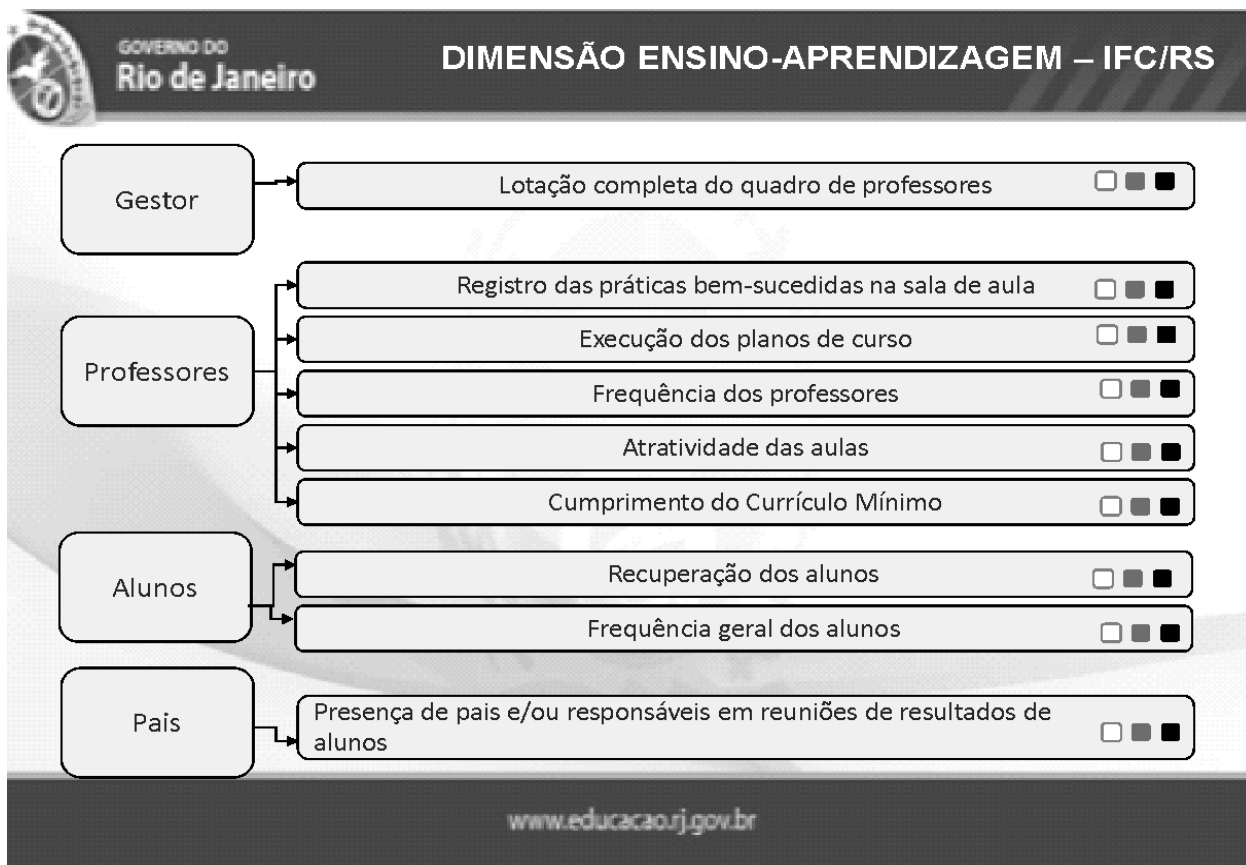 GOVERNO DO
Rio de Janeiro
DIMENSÃO ENSINO-APRENDIZAGEM – IFC/RS
Gestor
Lotação completa do quadro de professores
Professores
Registro das práticas bem-sucedidas na sala de aula
Execução dos planos de curso
Frequência dos professores
Atratividade das aulas
Cumprimento do Currículo Mínimo
Alunos
Recuperação dos alunos
Frequência geral dos alunos
Pais
Presença de pais e/ou responsáveis em reuniões de resultados de
alunos
www.educacao.rj.gov.br